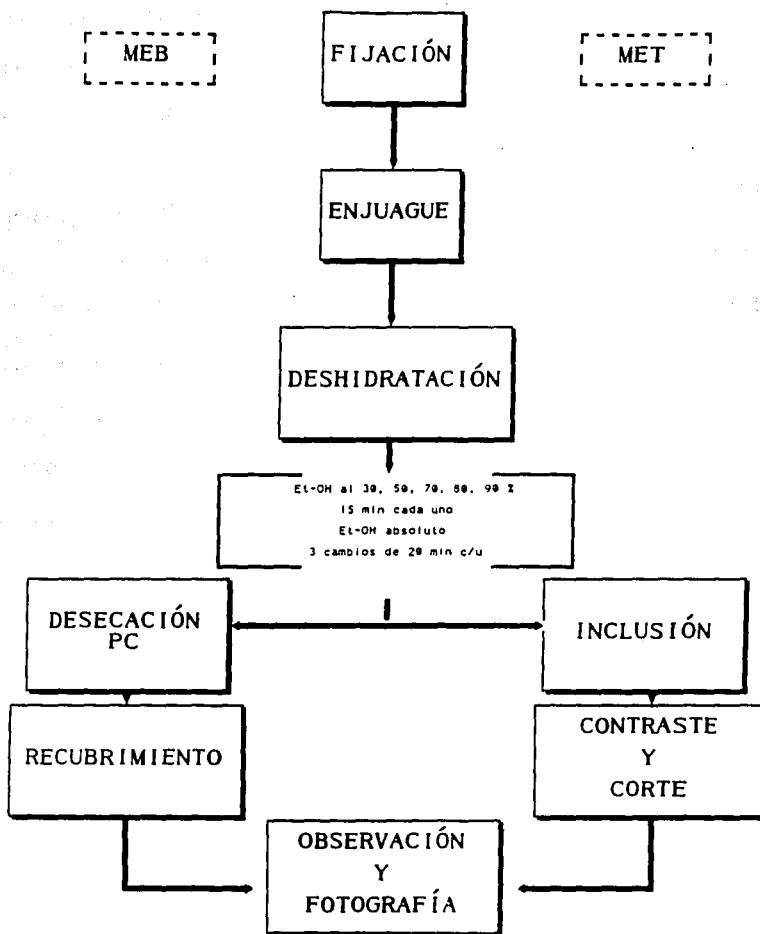 MEB
FIJACIÓN
MET
ENJUAGUE
DESHIDRATACIÓN
Et-OH al 30, 50, 70, 80, 90 %
15 min cada uno
Et-OH absoluto
3 cambios de 20 min c/u
DESECACIÓN
PC
INCLUSIÓN
RECUBRIMIENTO
CONTRASTE
Y
CORTE
OBSERVACIÓN
Y
FOTOGRAFÍA